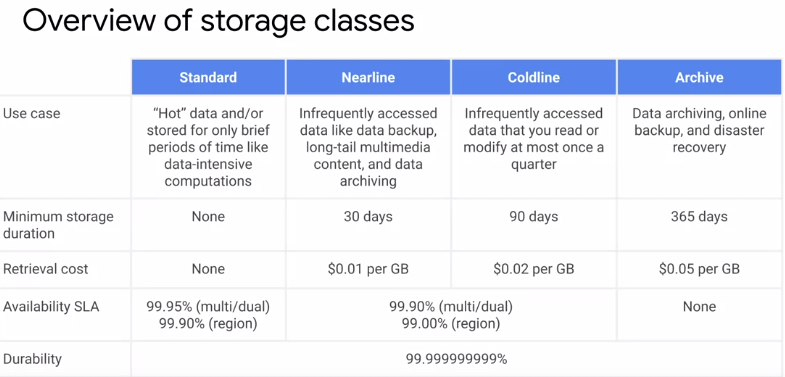 Overview of storage classes
Standard Nearline Coldline Archive
Use case
“Hot” data and/or
stored for only brief
periods of time like
data-intensive
computations
Infrequently accessed
data like data backup,
long-tail multimedia
content, and data
archiving
Infrequently accessed
data that you read or
modify at most once a
quarter
Data archiving, online
backup, and disaster
recovery
Minimum storage
duration
None
30 days
90 days
365 days
Retrieval cost
None
$0.01 per GB
$0.02 per GB
$0.05 per GB
Availability SLA
99.95% (multi/dual)
99.90% (region)
99.90% (multi/dual)
99.00% (region)
None
Durability
99.999999999%